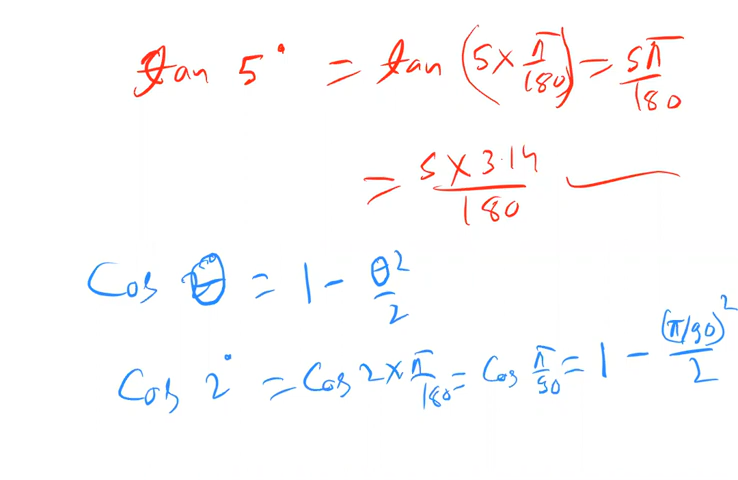 tan 5° = tan (5 × π/180) = 5π/180
= 5 × 3.14/180
Cos θ = 1 - θ²/2
Cos 2° = Cos 2 × π/180 = Cos π/90 = 1 - (π/90)²/2